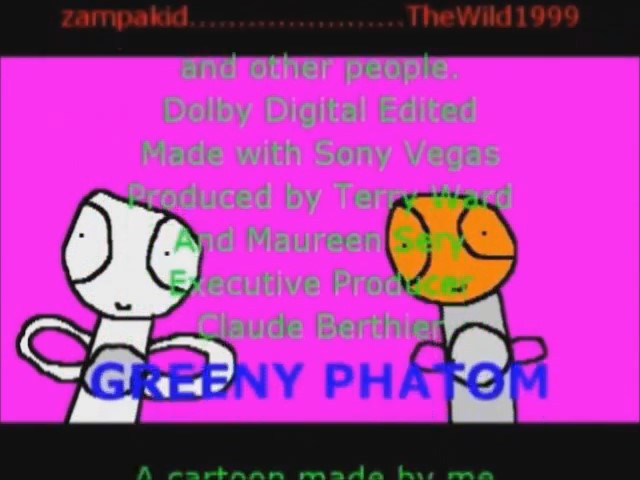 zampakid.....................TheWild1999
and other people.
Dolby Digital Edited
Made with Sony Vegas
Produced by Terry Ward
And Maureen Sery
Executive Producer
Claude Berthier
GREENY PHATOM
A cartoon made by me